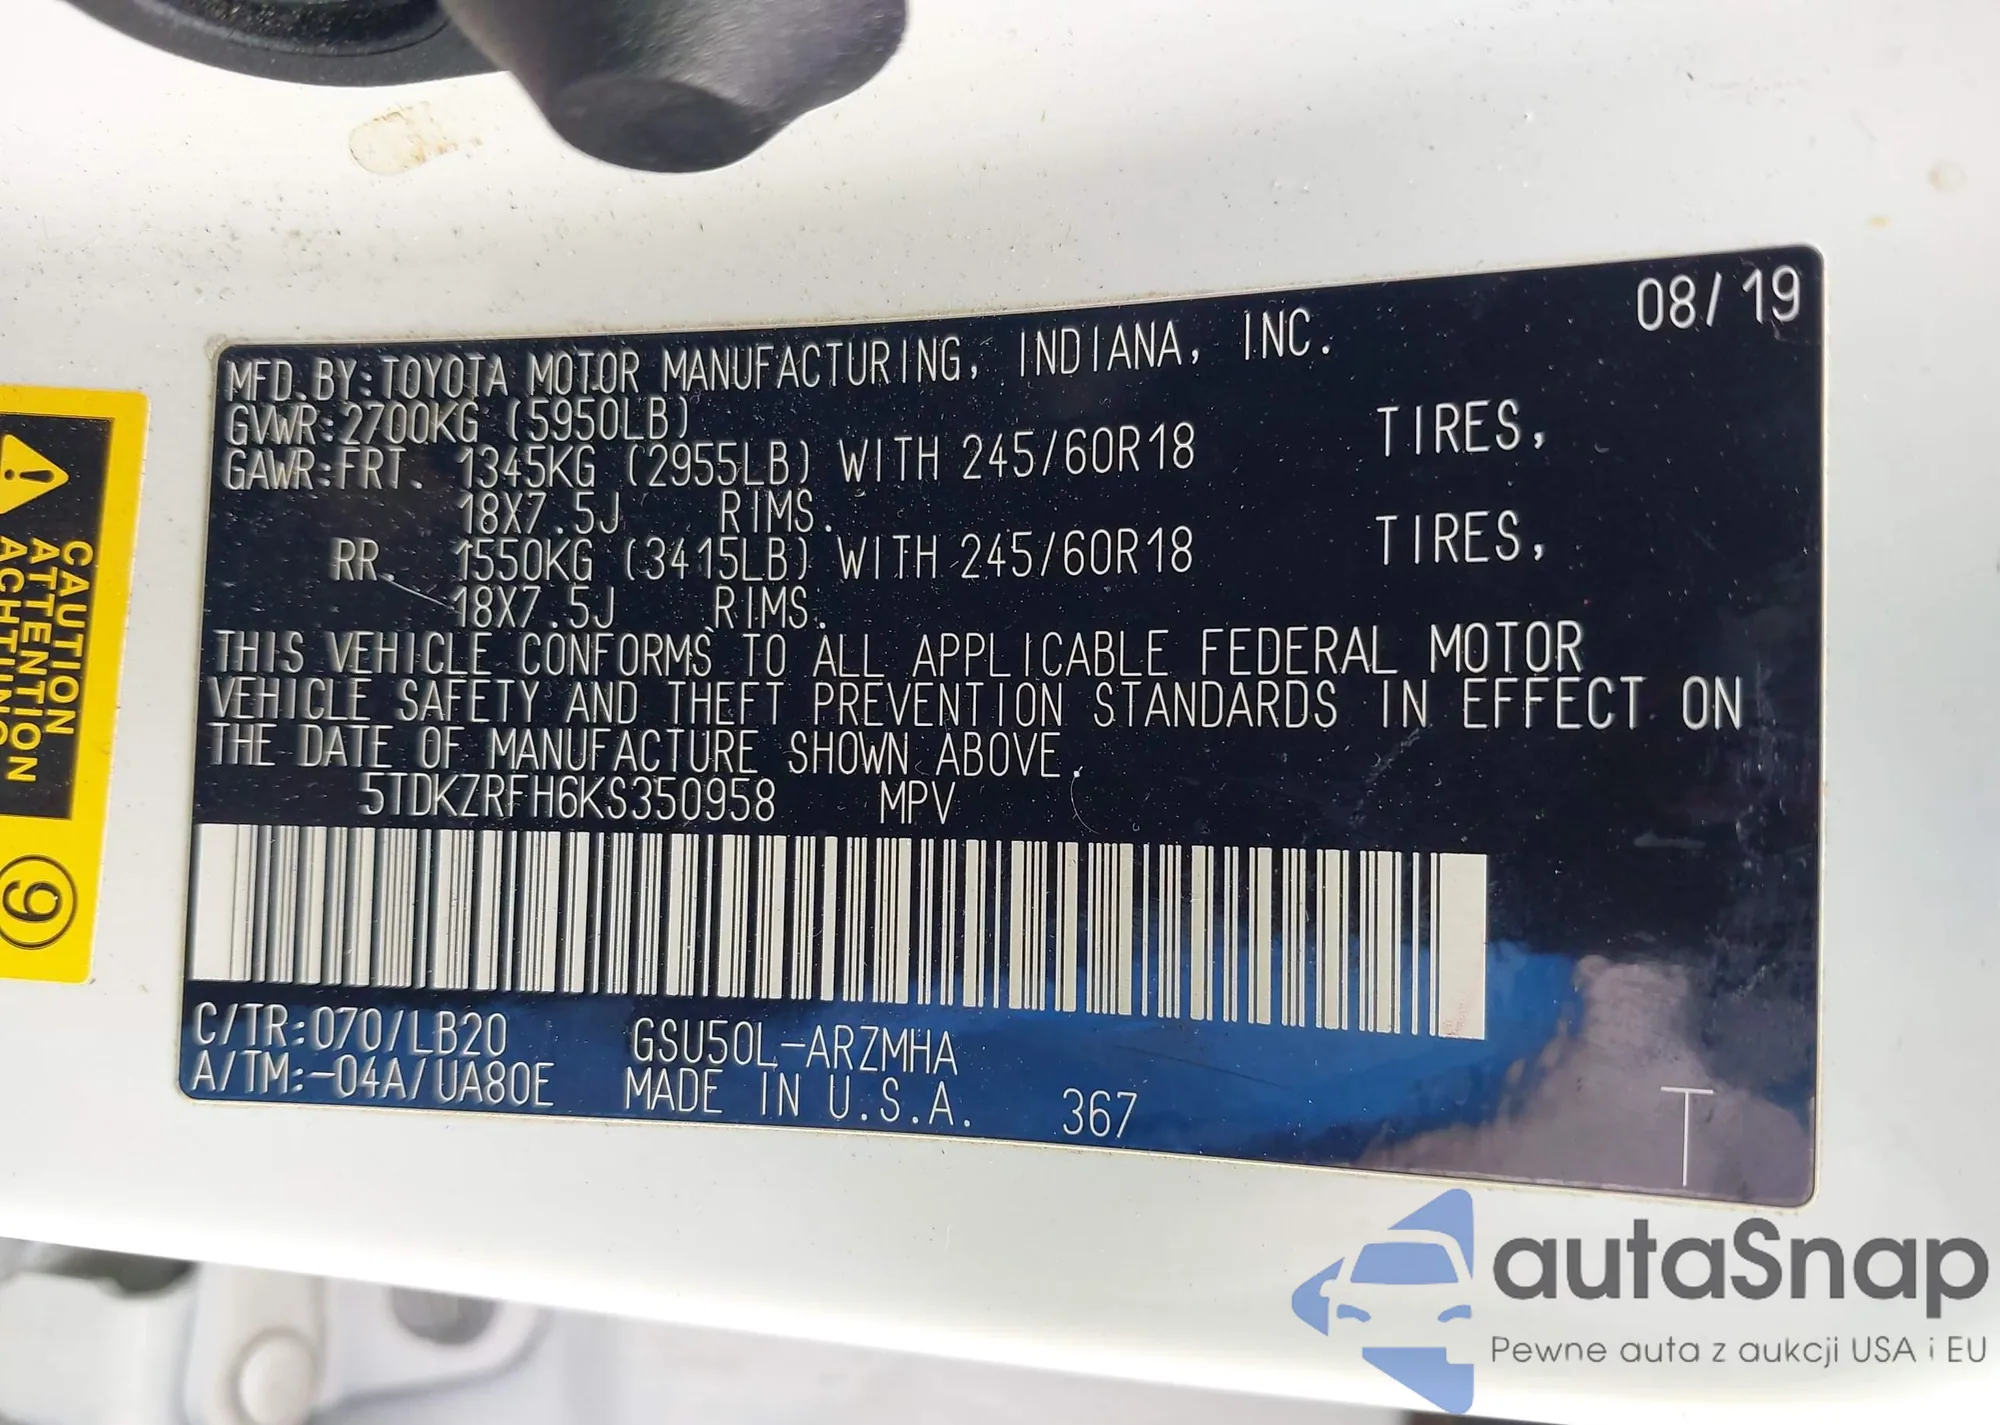 08/19
MFD.BY:TOYOTA MOTOR MANUFACTURING, INDIANA, INC.
GVWR:2700KG (5950LB)
GAWR:FRT. 1345KG (2955LB) WITH 245/60R18 TIRES,
18X7.5J RIMS.
RR. 1550KG (3415LB) WITH 245/60R18 TIRES,
18X7.5J RIMS.
THIS VEHICLE CONFORMS TO ALL APPLICABLE FEDERAL MOTOR
VEHICLE SAFETY AND THEFT PREVENTION STANDARDS IN EFFECT ON
THE DATE OF MANUFACTURE SHOWN ABOVE.
5TDKZRFH6KS350958 MPV
C/TR:070/LB20 GSU50L-ARZMHA
A/TM:-04A/UA80E MADE IN U.S.A. 367
T
CAUTION
ATTENTION
ACHTUNG
9
autaSnap
Pewne auta z aukcji USA i EU